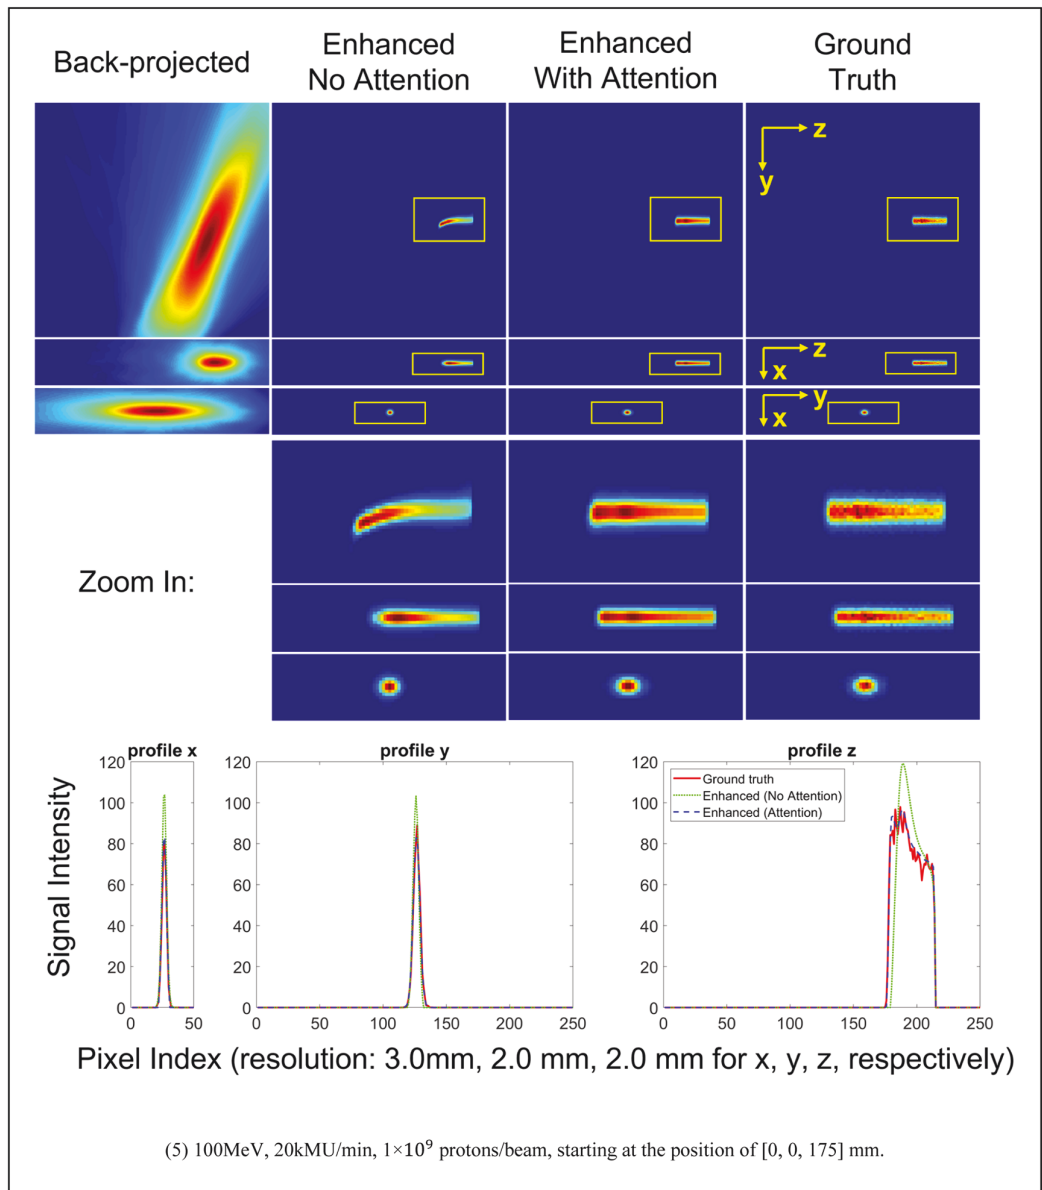 Back-projected
Enhanced
No Attention
Enhanced
With Attention
Ground
Truth
z
y
z
x
y
x
Zoom In:
profile x
profile y
profile z
Signal Intensity
120
100
80
60
40
20
0
0
50
120
100
80
60
40
20
0
0
50
100
150
200
250
120
100
80
60
40
20
0
0
50
100
150
200
250
Ground truth
Enhanced (No Attention)
Enhanced (Attention)
Pixel Index (resolution: 3.0mm, 2.0 mm, 2.0 mm for x, y, z, respectively)
(5) 100MeV, 20kMU/min, 1×10⁹ protons/beam, starting at the position of [0, 0, 175] mm.